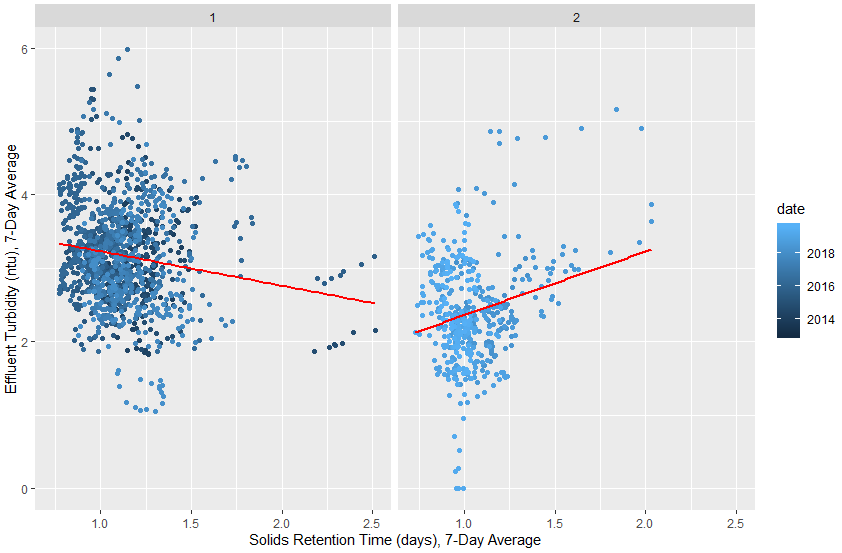 1
2
6
4
2
0
Effluent Turbidity (ntu), 7-Day Average
1.0 1.5 2.0 2.5
1.0 1.5 2.0 2.5
Solids Retention Time (days), 7-Day Average
date
2018
2016
2014